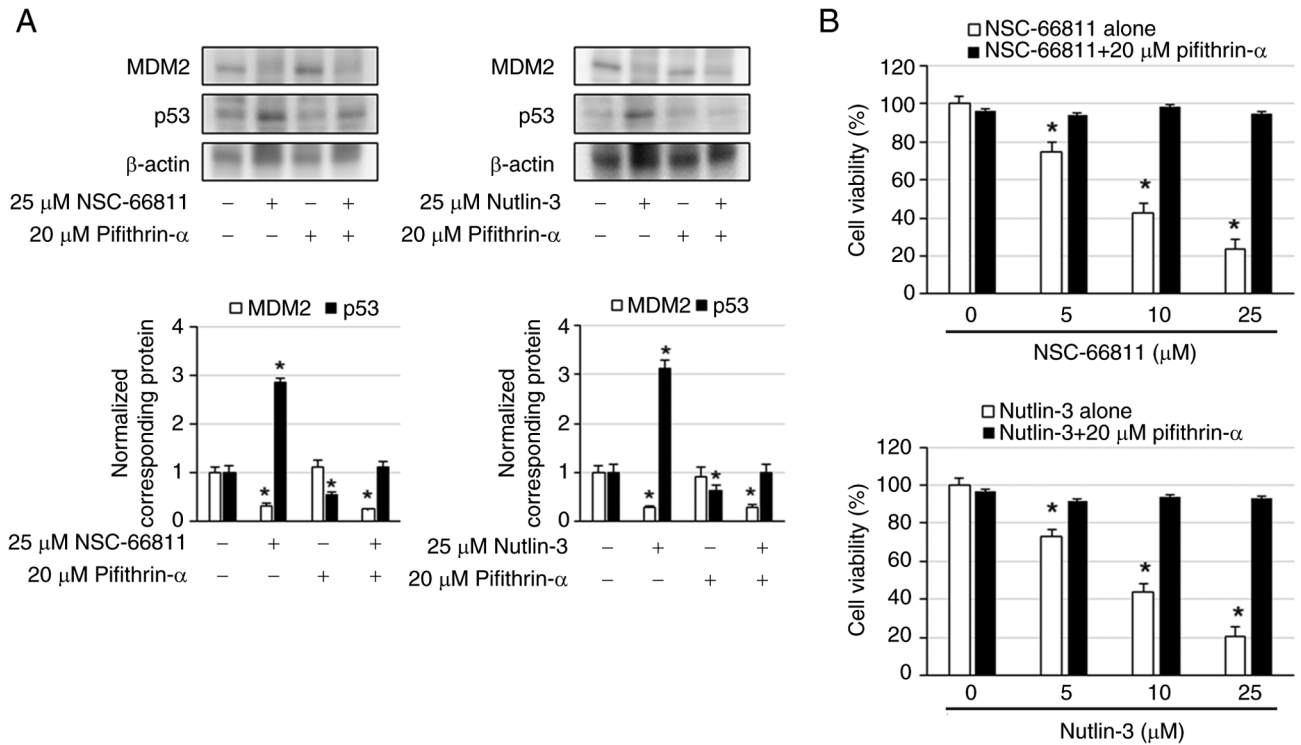 A
MDM2
p53
β-actin
25 μM NSC-66811 − + − +
20 μM Pifithrin-α − − + +
MDM2
p53
β-actin
25 μM Nutlin-3 − + − +
20 μM Pifithrin-α − − + +
MDM2 p53
Normalized
corresponding protein
4
3
2
1
0
* * * *
25 μM NSC-66811 − + − +
20 μM Pifithrin-α − − + +
MDM2 p53
Normalized
corresponding protein
4
3
2
1
0
* * * *
25 μM Nutlin-3 − + − +
20 μM Pifithrin-α − − + +
B
NSC-66811 alone
NSC-66811+20 μM pifithrin-α
Cell viability (%)
120
100
80
60
40
20
0
* * *
0 5 10 25
NSC-66811 (μM)
Nutlin-3 alone
Nutlin-3+20 μM pifithrin-α
Cell viability (%)
120
100
80
60
40
20
0
* * *
0 5 10 25
Nutlin-3 (μM)